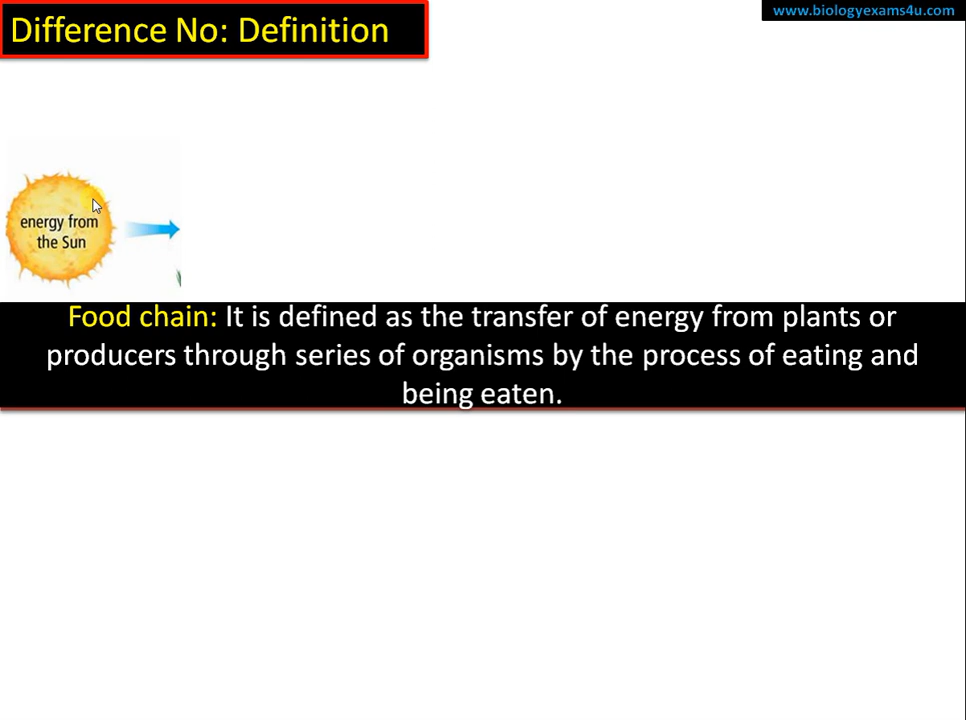 Difference No: Definition
www.biologyexams4u.com
energy from
the Sun
Food chain: It is defined as the transfer of energy from plants or
producers through series of organisms by the process of eating and
being eaten.